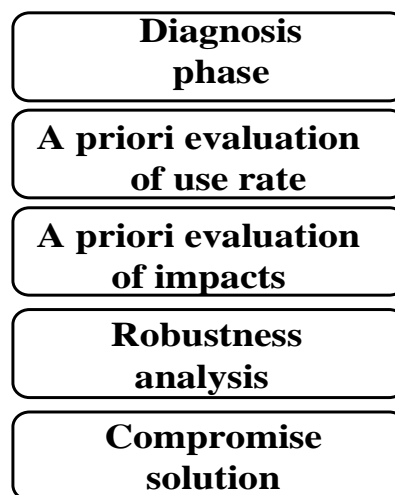 Diagnosis
phase
A priori evaluation
of use rate
A priori evaluation
of impacts
Robustness
analysis
Compromise
solution